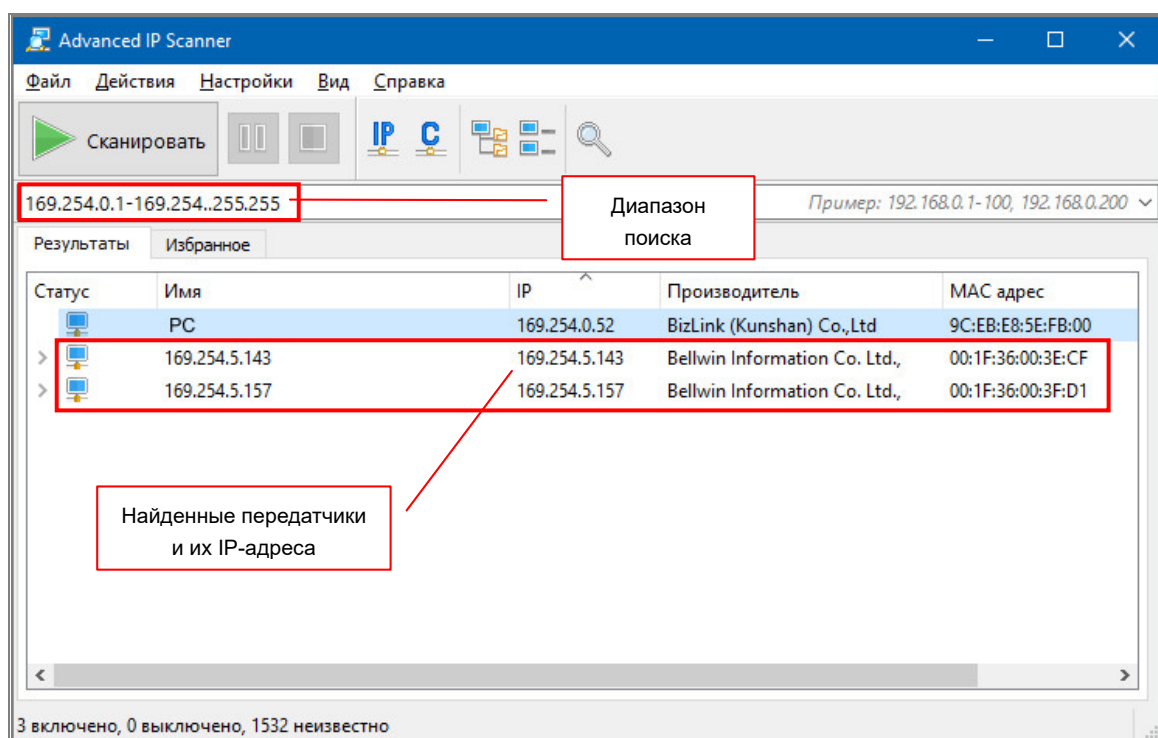 Advanced IP Scanner
Файл Действия Настройки Вид Справка
Сканировать IP C
169.254.0.1-169.254..255.255
Пример: 192.168.0.1-100, 192.168.0.200
Диапазон
поиска
Результаты Избранное
Статус Имя IP Производитель MAC адрес
PC 169.254.0.52 BizLink (Kunshan) Co.,Ltd 9C:EB:E8:5E:FB:00
169.254.5.143 169.254.5.143 Bellwin Information Co. Ltd., 00:1F:36:00:3E:CF
169.254.5.157 169.254.5.157 Bellwin Information Co. Ltd., 00:1F:36:00:3F:D1
Найденные передатчики
и их IP-адреса
3 включено, 0 выключено, 1532 неизвестно